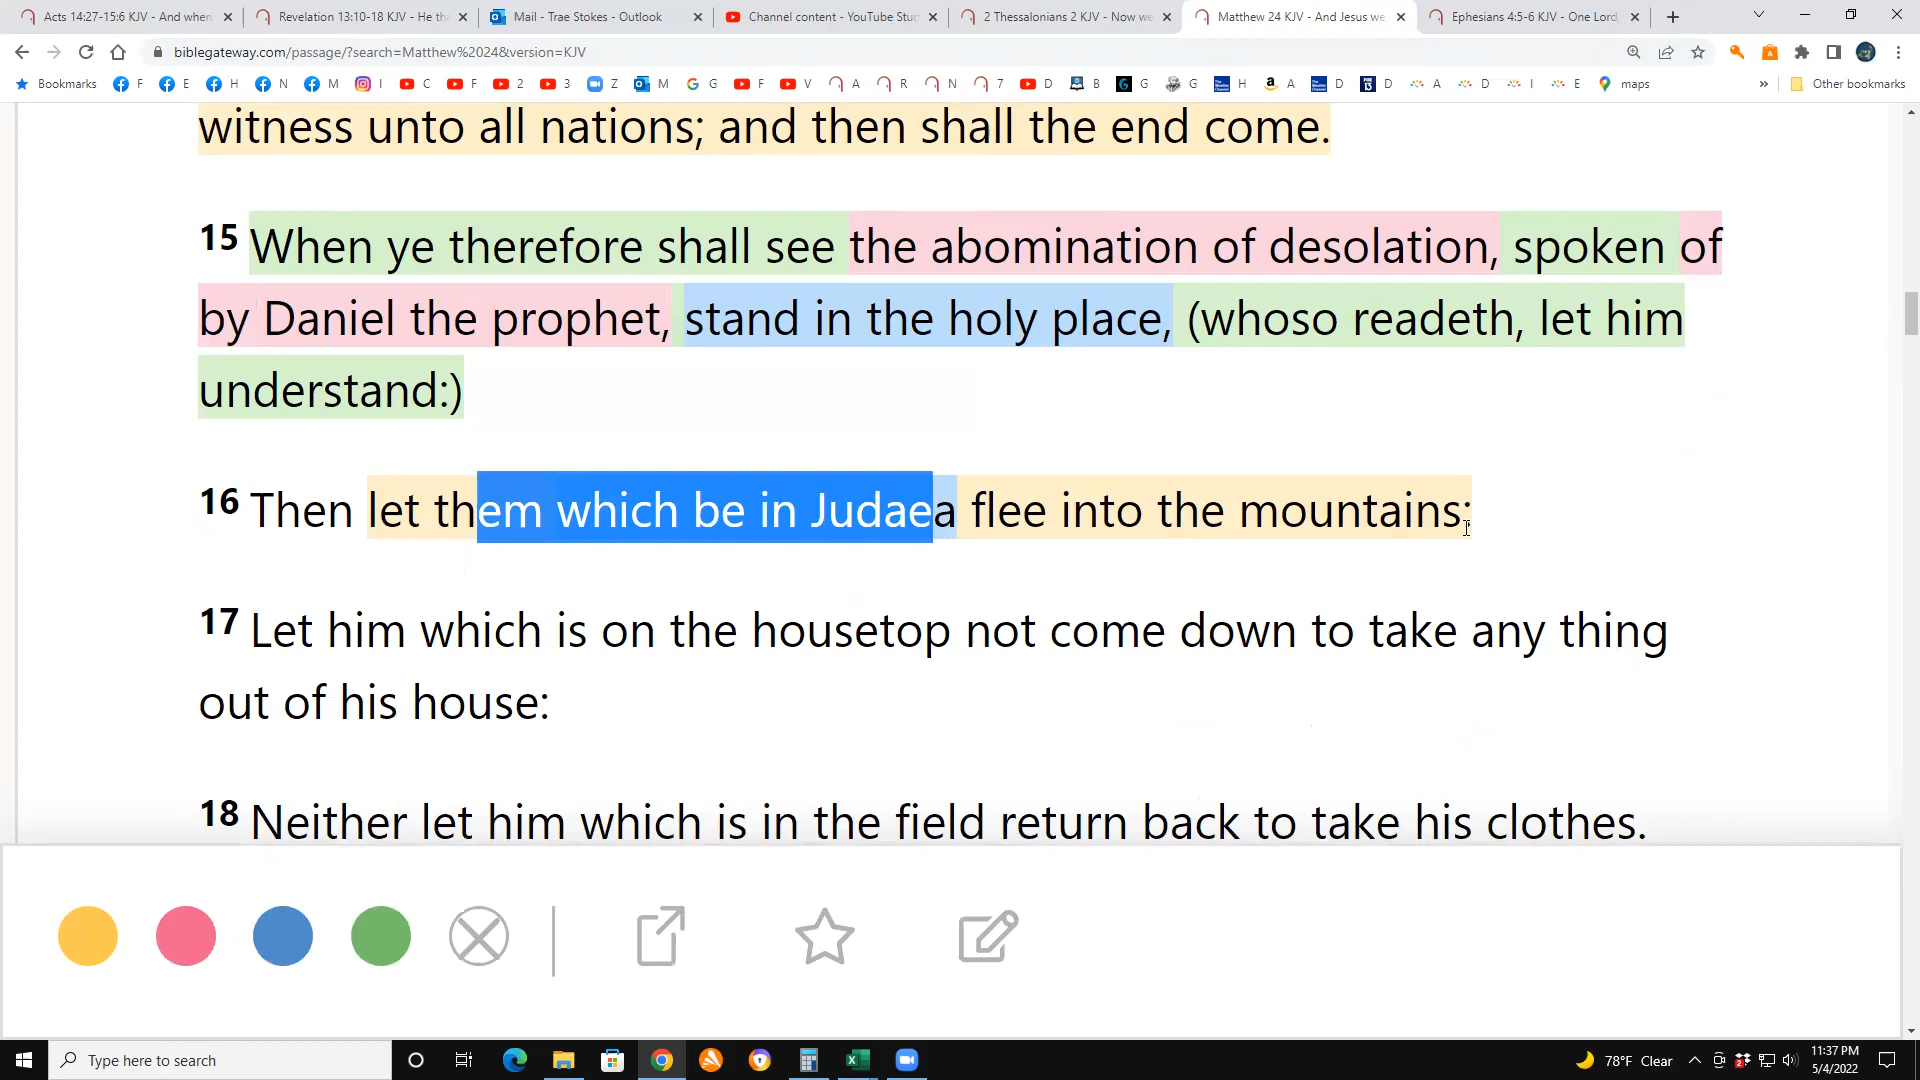 Acts 14:27-15:6 KJV - And when
Revelation 13:10-18 KJV - He th
Mail - Trae Stokes - Outlook
Channel content - YouTube Stu
2 Thessalonians 2 KJV - Now we
Matthew 24 KJV - And Jesus we
Ephesians 4:5-6 KJV - One Lord,
biblegateway.com/passage/?search=Matthew%2024&version=KJV
Bookmarks F E H N M I C F 2 3 Z M G F V A R N 7 D B G G H A D D A D I E maps » Other bookmarks
witness unto all nations; and then shall the end come.
15 When ye therefore shall see the abomination of desolation, spoken of
by Daniel the prophet, stand in the holy place, (whoso readeth, let him
understand:)
16 Then let them which be in Judaea flee into the mountains:
17 Let him which is on the housetop not come down to take any thing
out of his house:
18 Neither let him which is in the field return back to take his clothes.
Type here to search
78°F Clear
11:37 PM
5/4/2022